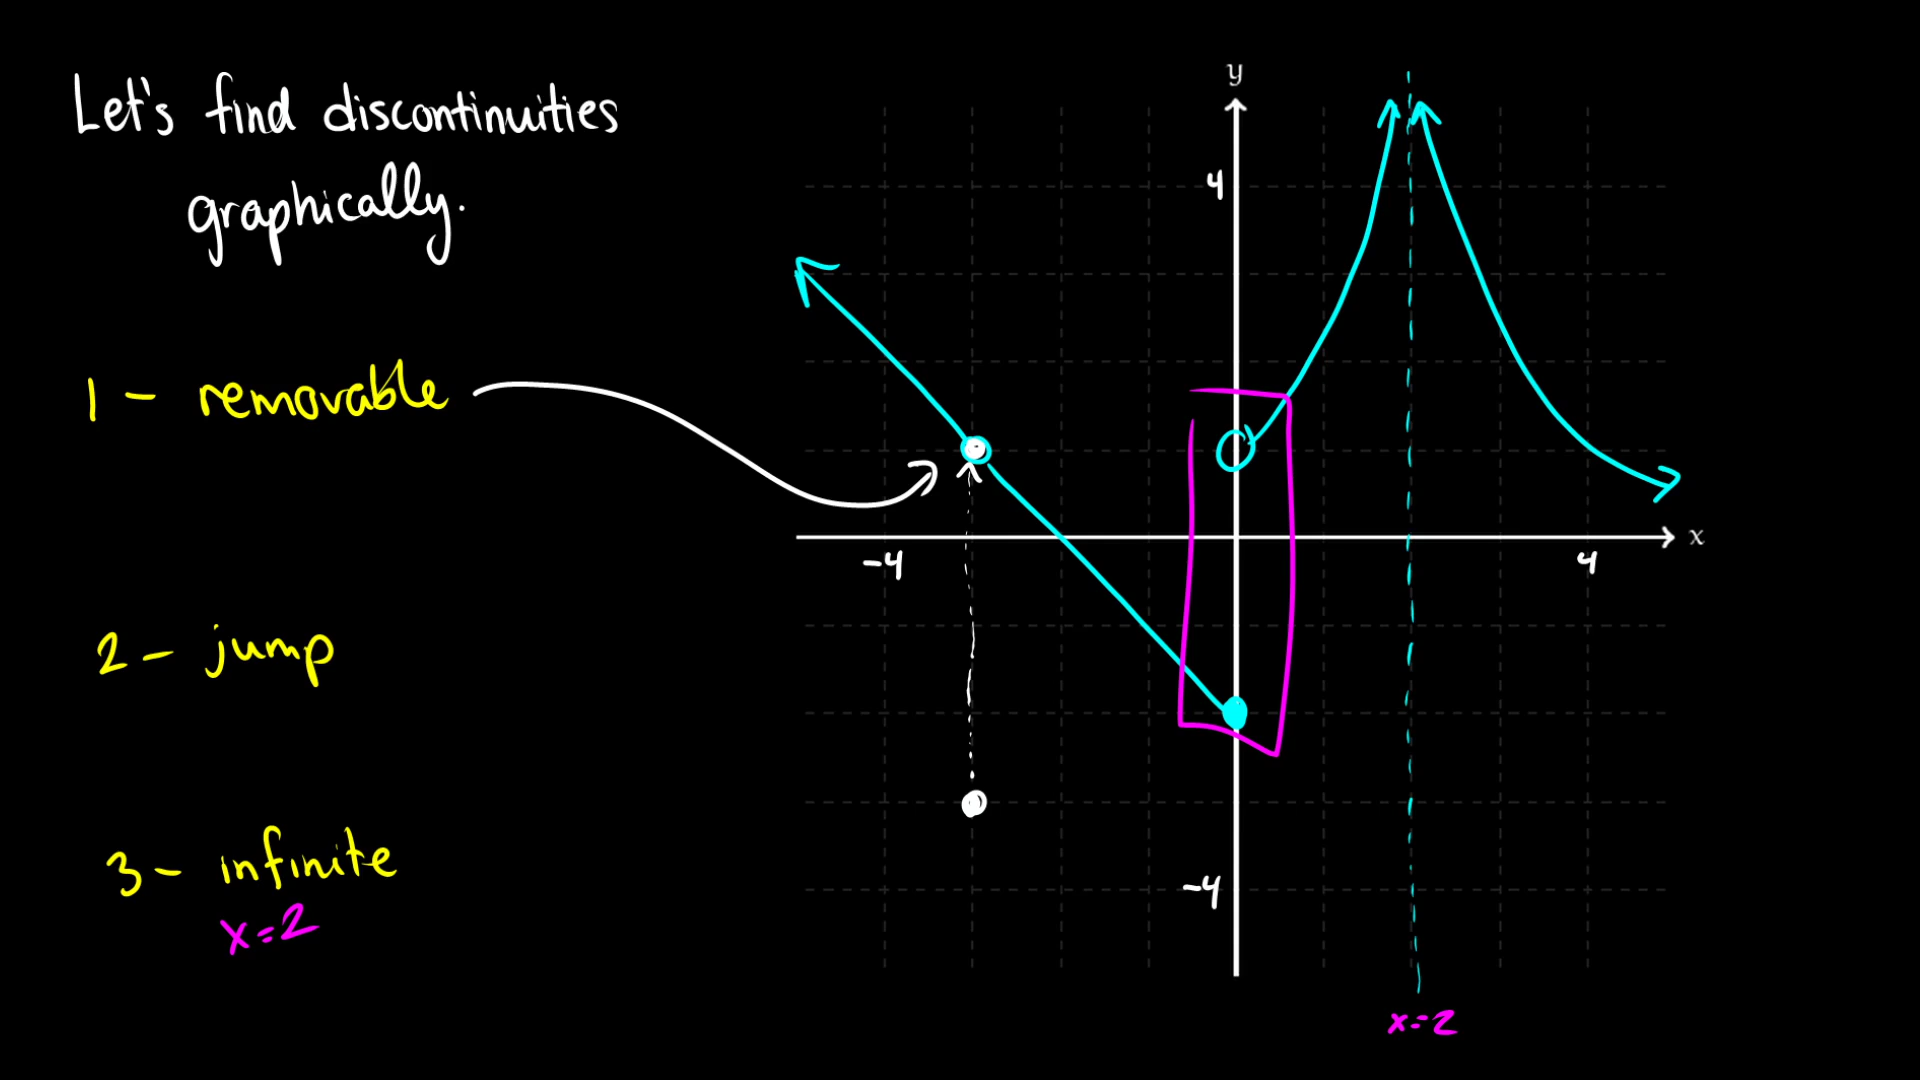 Let's find discontinuities
graphically.
1 - removable
2 - jump
3 - infinite
x=2
y
4
-4
4
x
-4
x=2